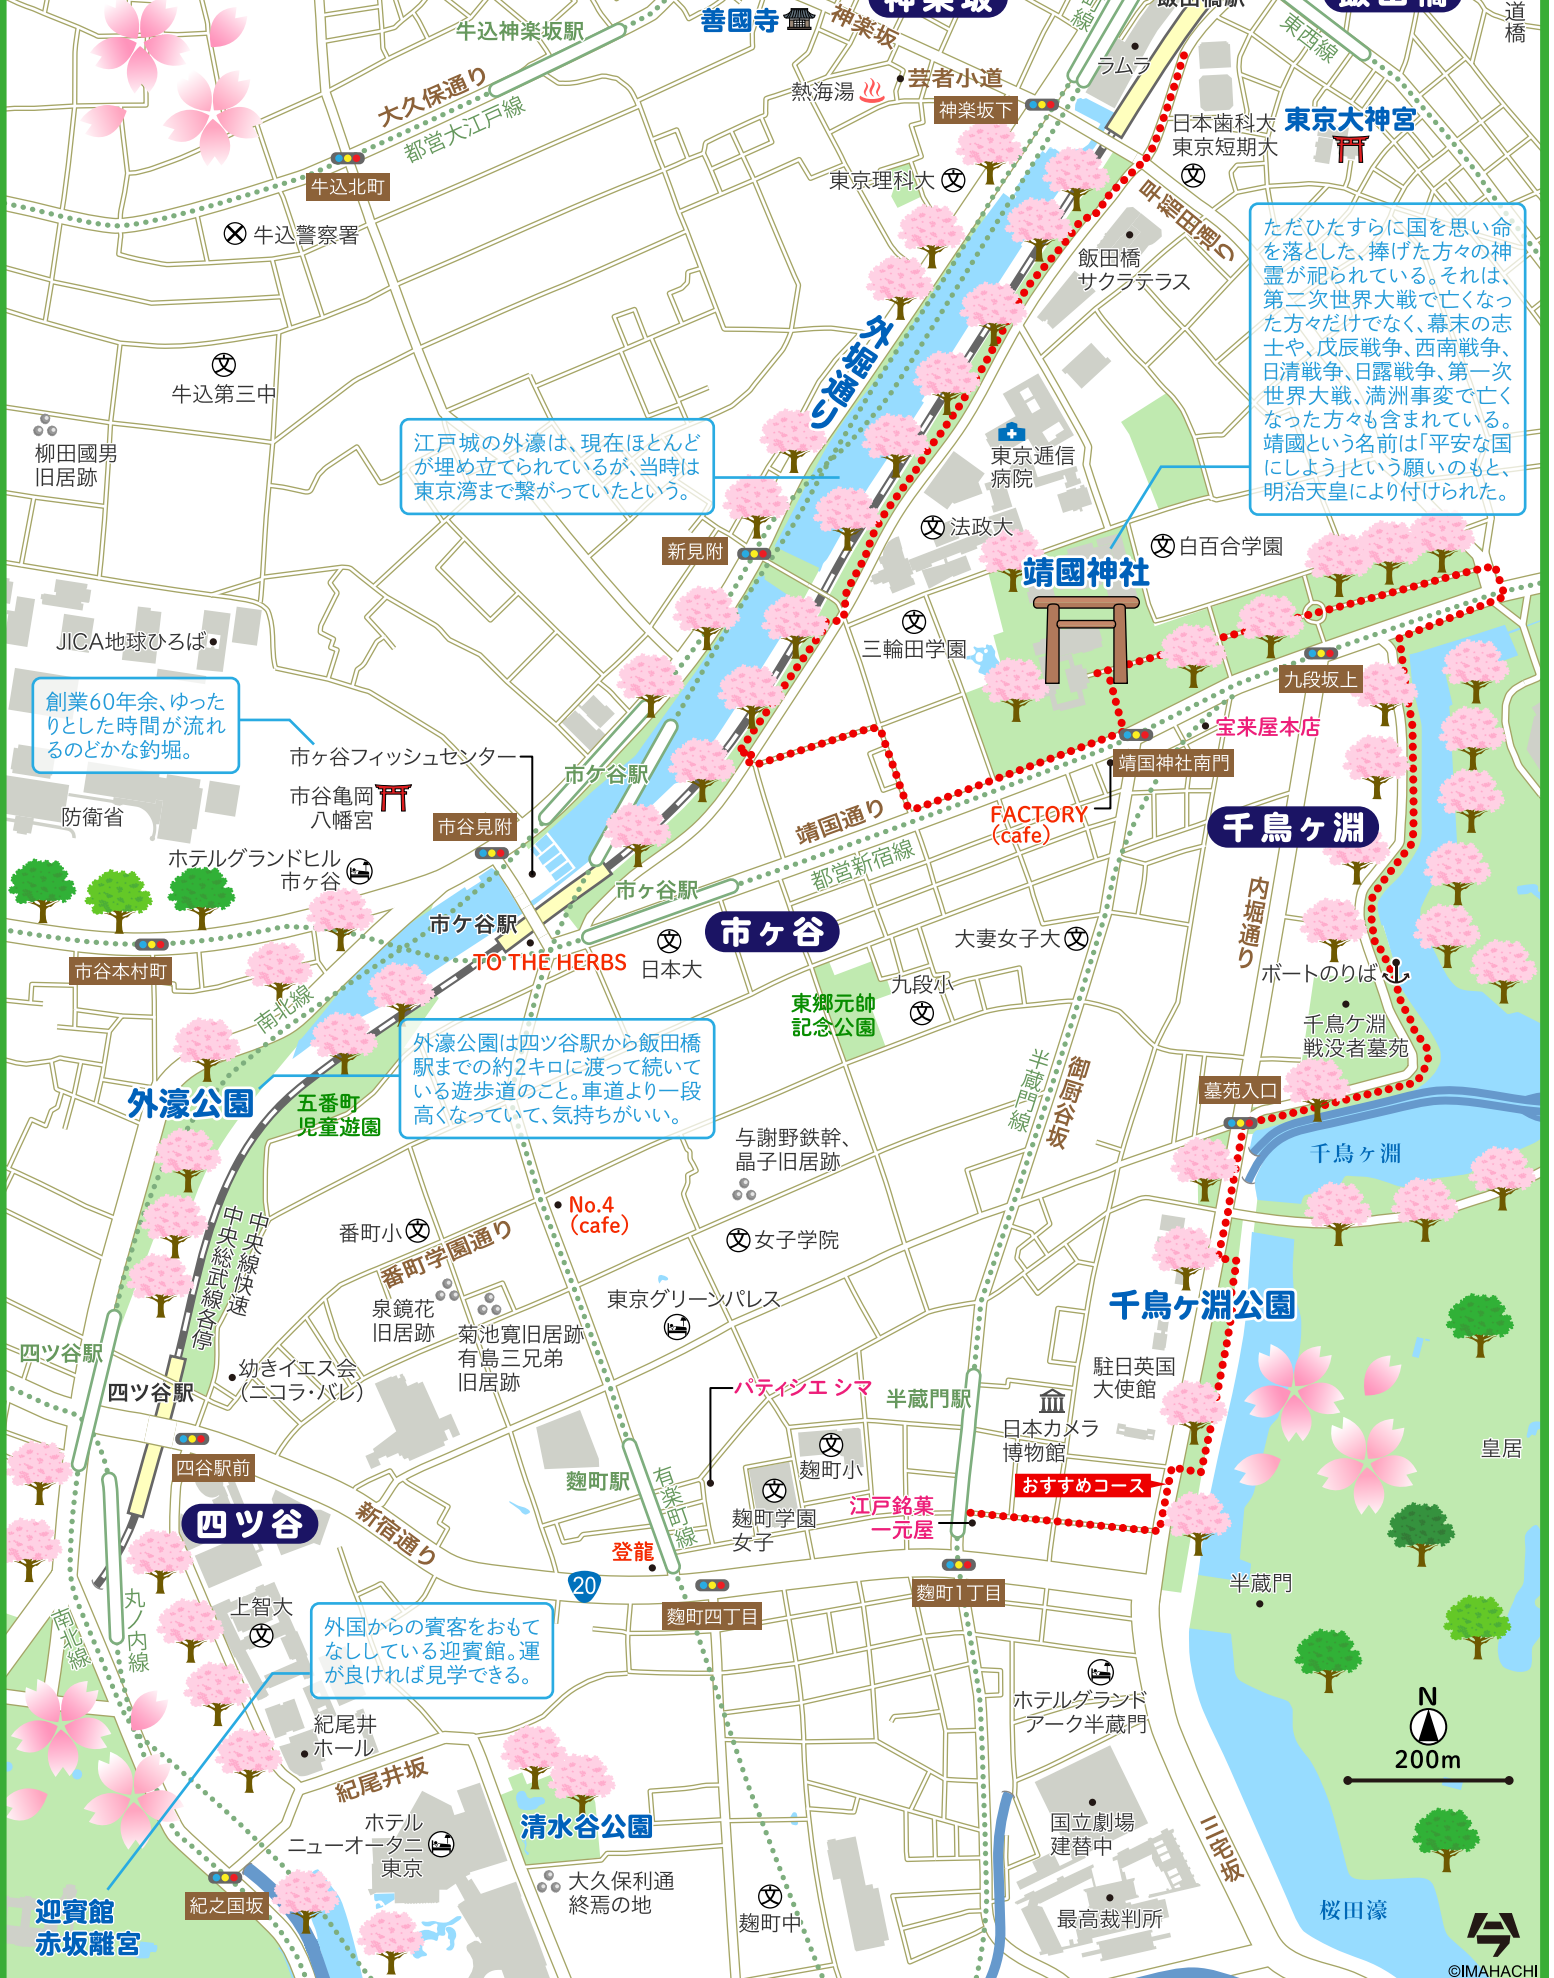 善國寺
神楽坂
牛込神楽坂駅
大久保通り
都営大江戸線
芸者小道
熱海湯
神楽坂下
ラムラ
東西線
道橋
日本歯科大
東京短期大
東京大神宮
牛込北町
牛込警察署
東京理科大
早稲田通り
飯田橋
サクラテラス
ただひたすらに国を思い命
を落とした、捧げた方々の神
霊が祀られている。それは、
第二次世界大戦で亡くなっ
た方々だけでなく、幕末の志
士や、戊辰戦争、西南戦争、
日清戦争、日露戦争、第一次
世界大戦、満洲事変で亡く
なった方々も含まれている。
靖國という名前は「平安な国
にしよう」という願いのもと、
明治天皇により付けられた。
外堀通り
牛込第三中
柳田國男
旧居跡
江戸城の外濠は、現在ほとんど
が埋め立てられているが、当時は
東京湾まで繋がっていたという。
東京逓信
病院
法政大
新見附
白百合学園
靖國神社
三輪田学園
JICA地球ひろば
創業60年余、ゆった
りとした時間が流れ
るのどかな釣堀。
市ヶ谷フィッシュセンター
市谷亀岡
八幡宮
防衛省
市谷見附
市ケ谷駅
九段坂上
宝来屋本店
靖国神社南門
FACTORY
(cafe)
靖国通り
都営新宿線
千鳥ヶ淵
ホテルグランドヒル
市ヶ谷
市ケ谷駅
市ヶ谷駅
市ヶ谷
TO THE HERBS
日本大
市谷本村町
南北線
大妻女子大
九段小
東郷元帥
記念公園
内堀通り
ボートのりば
千鳥ケ淵
戦没者墓苑
外濠公園
五番町
児童遊園
外濠公園は四ツ谷駅から飯田橋
駅までの約2キロに渡って続いて
いる遊歩道のこと。車道より一段
高くなっていて、気持ちがいい。
半蔵門線
御厨谷坂
墓苑入口
千鳥ヶ淵
与謝野鉄幹、
晶子旧居跡
No.4
(cafe)
女子学院
番町小
番町学園通り
中央線快速
中央総武線各停
泉鏡花
旧居跡
菊池寛旧居跡
有島三兄弟
旧居跡
東京グリーンパレス
千鳥ヶ淵公園
四ツ谷駅
四ツ谷駅
幼きイエス会
(ニコラ・バレ)
パティシエ シマ
半蔵門駅
駐日英国
大使館
日本カメラ
博物館
皇居
四谷駅前
四ツ谷
新宿通り
麴町駅
有楽町線
麴町小
麴町学園
女子
江戸銘菓
一元屋
おすすめコース
登龍
20
麴町四丁目
麴町1丁目
半蔵門
南北線
丸ノ内線
上智大
外国からの賓客をおもて
なししている迎賓館。運
が良ければ見学できる。
紀尾井
ホール
紀尾井坂
ホテルグランド
アーク半蔵門
N
200m
清水谷公園
ホテル
ニューオータニ
東京
大久保利通
終焉の地
国立劇場
建替中
三宅坂
紀之国坂
迎賓館
赤坂離宮
麴町中
最高裁判所
桜田濠
©IMAHACHI